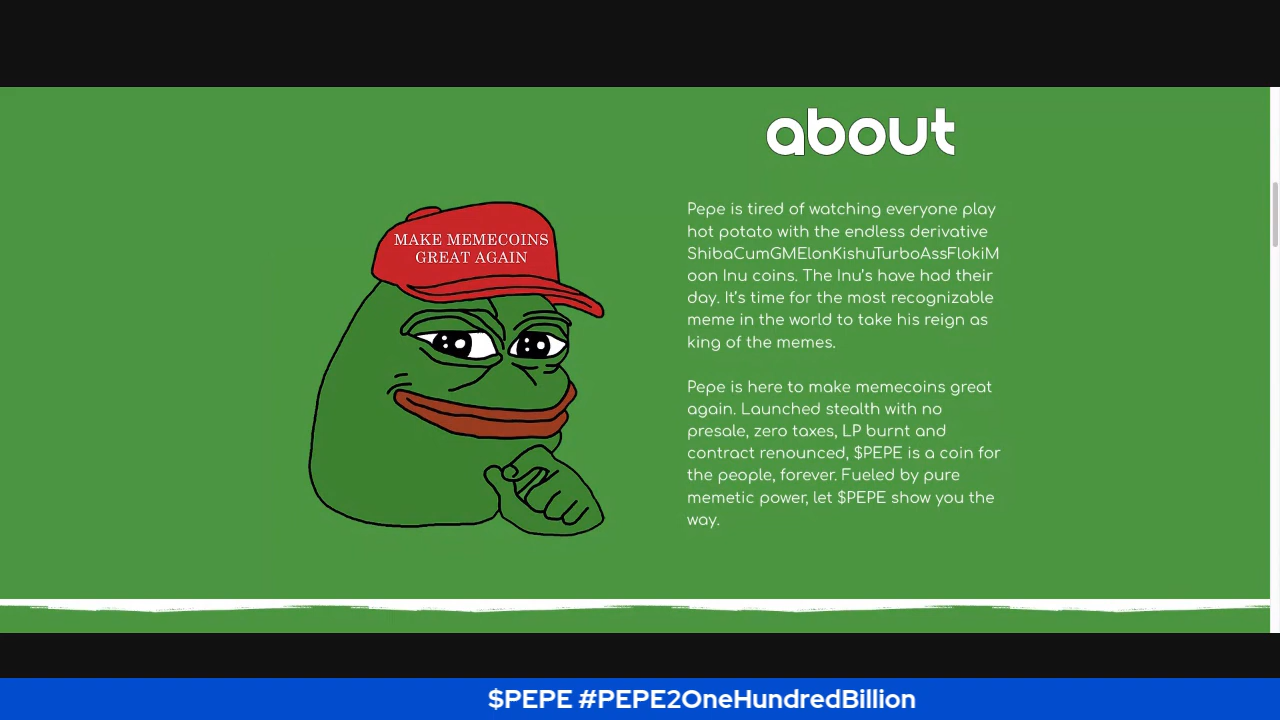 about
MAKE MEMECOINS
GREAT AGAIN
Pepe is tired of watching everyone play
hot potato with the endless derivative
ShibaCumGMElonKishuTurboAssFlokiM
oon Inu coins. The Inu's have had their
day. It's time for the most recognizable
meme in the world to take his reign as
king of the memes.
Pepe is here to make memecoins great
again. Launched stealth with no
presale, zero taxes, LP burnt and
contract renounced, $PEPE is a coin for
the people, forever. Fueled by pure
memetic power, let $PEPE show you the
way.
$PEPE #PEPE2OneHundredBillion